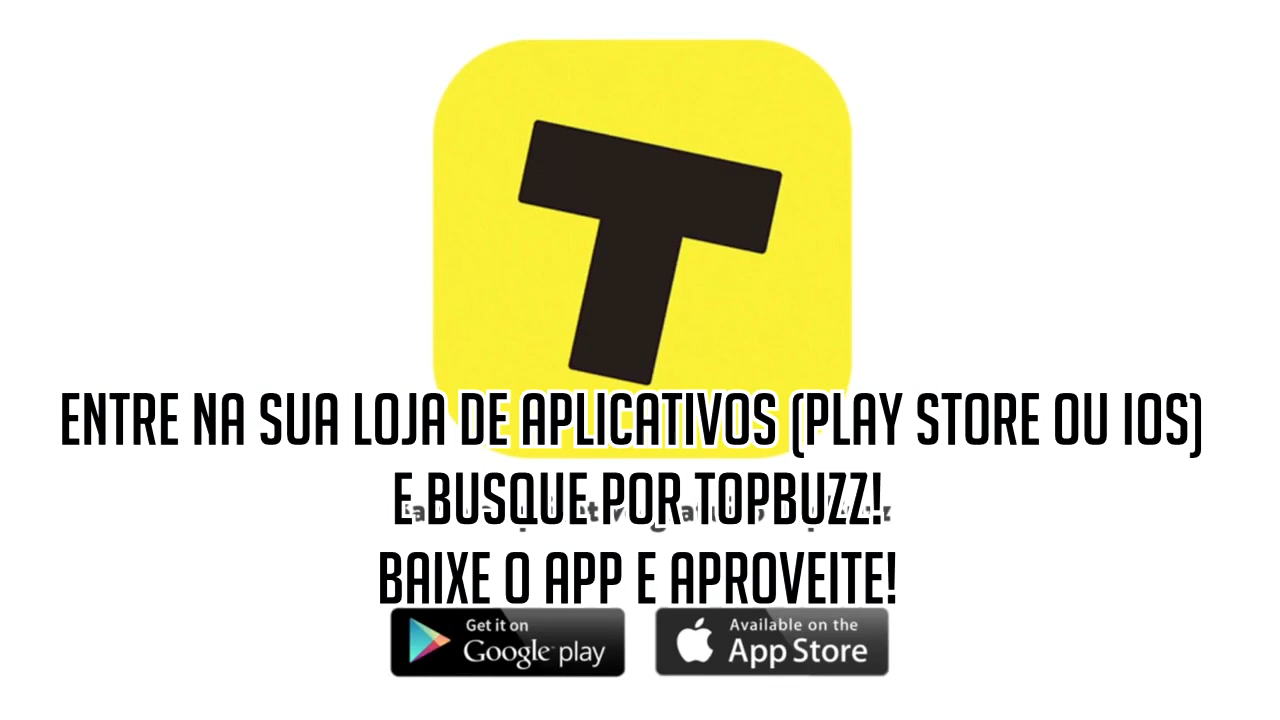 T
ENTRE NA SUA LOJA DE APLICATIVOS (PLAY STORE OU IOS)
E BUSQUE POR TOPBUZZ!
BAIXE O APP E APROVEITE!
Get it on
Google play
Available on the
App Store